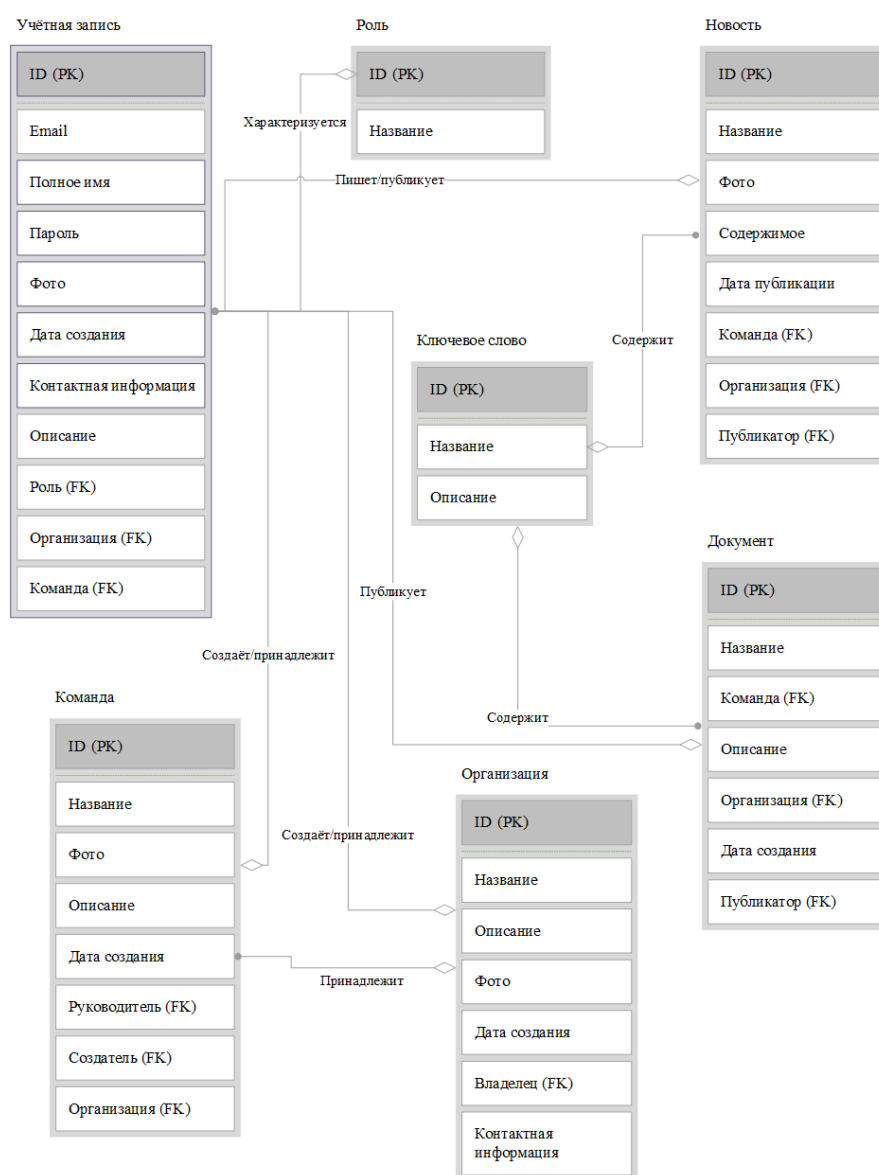 Учётная запись
ID (PK)
Email
Полное имя
Пароль
Фото
Дата создания
Контактная информация
Описание
Роль (FK)
Организация (FK)
Команда (FK)
Роль
ID (PK)
Название
Характеризуется
Пишет/публикует
Новость
ID (PK)
Название
Фото
Содержимое
Дата публикации
Команда (FK)
Организация (FK)
Публикатор (FK)
Содержит
Ключевое слово
ID (PK)
Название
Описание
Публикует
Создаёт/принадлежит
Содержит
Документ
ID (PK)
Название
Команда (FK)
Описание
Организация (FK)
Дата создания
Публикатор (FK)
Команда
ID (PK)
Название
Фото
Описание
Дата создания
Руководитель (FK)
Создатель (FK)
Организация (FK)
Создаёт/принадлежит
Принадлежит
Организация
ID (PK)
Название
Описание
Фото
Дата создания
Владелец (FK)
Контактная
информация